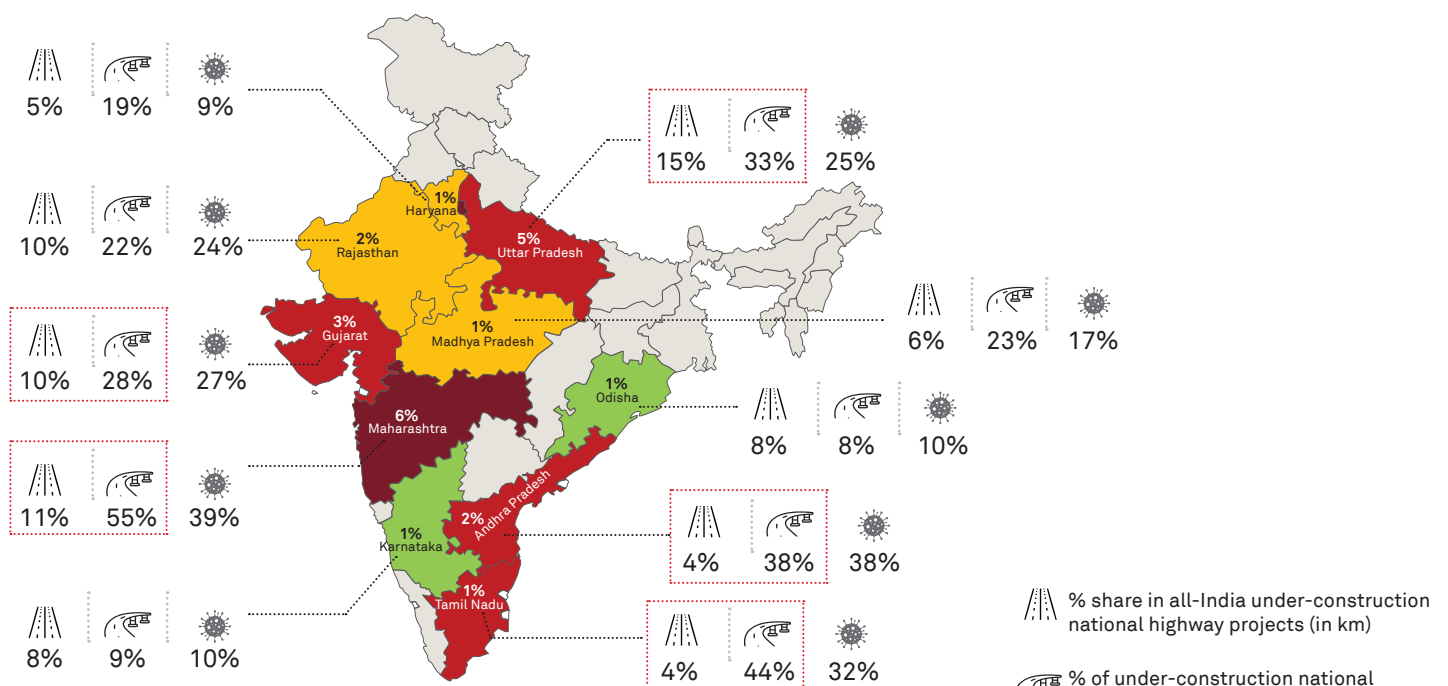 5% 19% 9%
15% 33% 25%
10% 22% 24%
1%
Haryana
2%
Rajasthan
5%
Uttar Pradesh
3%
Gujarat
1%
Madhya Pradesh
10% 28% 27%
6% 23% 17%
1%
Odisha
6%
Maharashtra
8% 8% 10%
11% 55% 39%
2%
Andhra Pradesh
1%
Karnataka
4% 38% 38%
1%
Tamil Nadu
8% 9% 10%
4% 44% 32%
% share in all-India under-construction
national highway projects (in km)
% of under-construction national